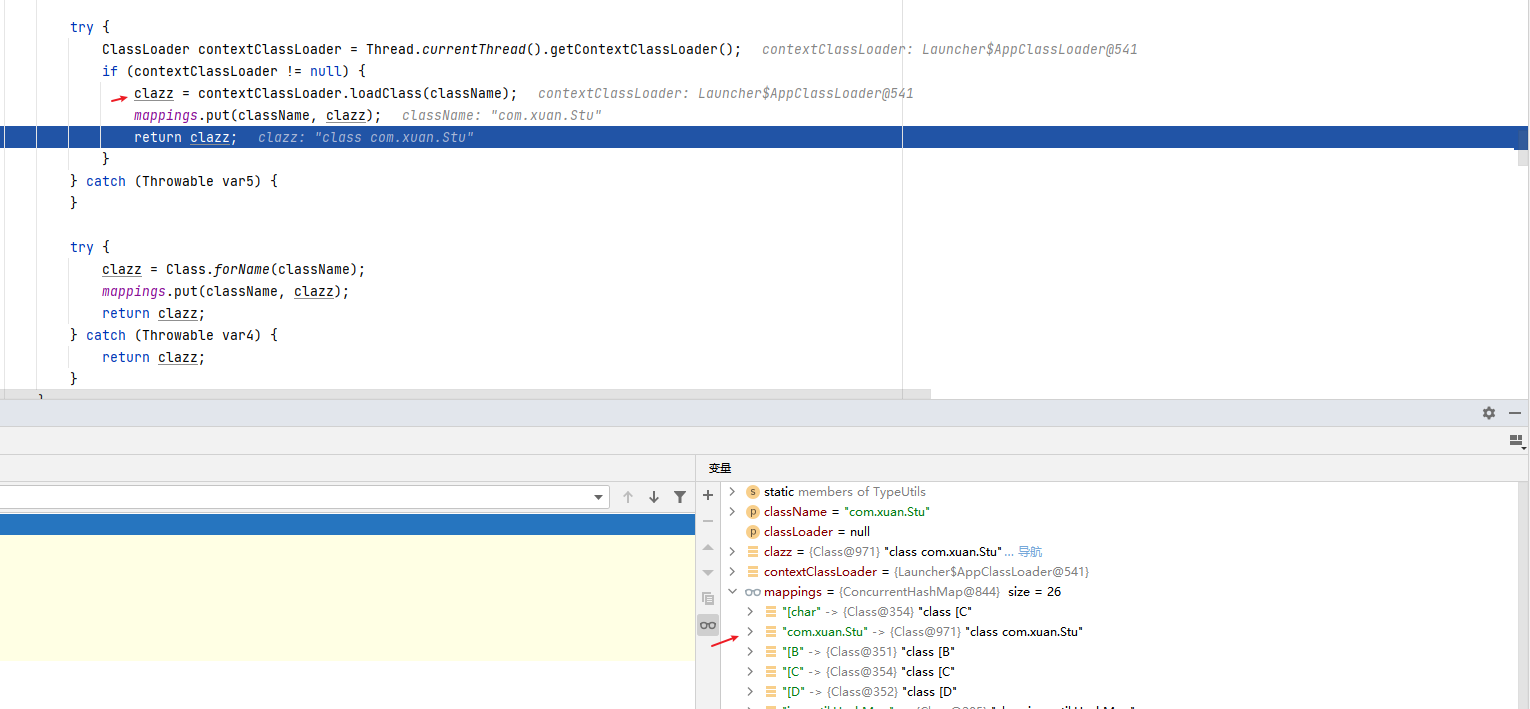 try {
ClassLoader contextClassLoader = Thread.currentThread().getContextClassLoader(); contextClassLoader: Launcher$AppClassLoader@541
if (contextClassLoader != null) {
clazz = contextClassLoader.loadClass(className); contextClassLoader: Launcher$AppClassLoader@541
mappings.put(className, clazz); className: "com.xuan.Stu"
return clazz; clazz: "class com.xuan.Stu"
}
} catch (Throwable var5) {
}
try {
clazz = Class.forName(className);
mappings.put(className, clazz);
return clazz;
} catch (Throwable var4) {
return clazz;
}
变量
s static members of TypeUtils
p className = "com.xuan.Stu"
p classLoader = null
clazz = {Class@971} "class com.xuan.Stu" ... 导航
contextClassLoader = {Launcher$AppClassLoader@541}
mappings = {ConcurrentHashMap@844} size = 26
"[char" -> {Class@354} "class [C"
"com.xuan.Stu" -> {Class@971} "class com.xuan.Stu"
"[B" -> {Class@351} "class [B"
"[C" -> {Class@354} "class [C"
"[D" -> {Class@352} "class [D"